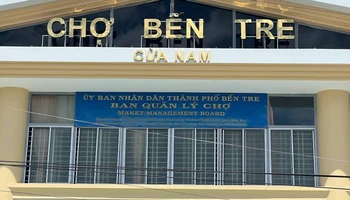 CHỢ BẾN TRE
CỬA NAM
ỦY BAN NHÂN DÂN THÀNH PHỐ BẾN TRE
BAN QUẢN LÝ CHỢ
MAKET MANAGEMENT BOARD